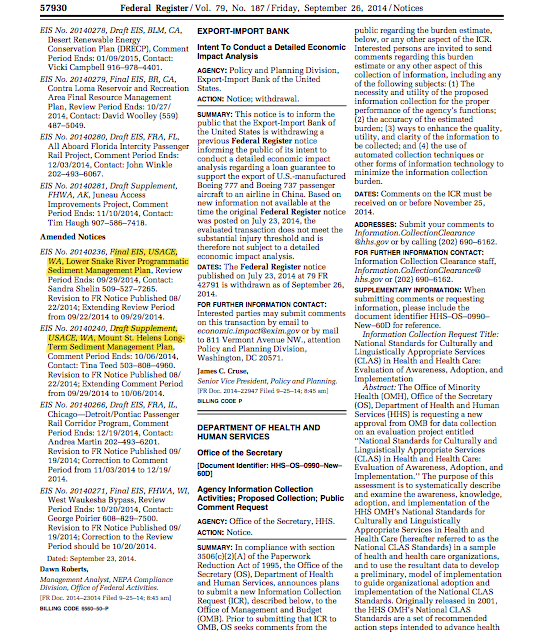 57930
Federal Register / Vol. 79, No. 187 / Friday, September 26, 2014 / Notices
EIS No. 20140278, Draft EIS, BLM, CA,
Desert Renewable Energy
Conservation Plan (DRECP), Comment
Period Ends: 01/09/2015, Contact:
Vicki Campbell 916–978–4401.
EIS No. 20140279, Final EIS, BR, CA,
Contra Loma Reservoir and Recreation
Area Final Resource Management
Plan, Review Period Ends: 10/27/
2014, Contact: David Woolley (559)
487–5049.
EIS No. 20140280, Draft EIS, FRA, FL,
All Aboard Florida Intercity Passenger
Rail Project, Comment Period Ends:
12/03/2014, Contact: John Winkle
202–493–6067.
EIS No. 20140281, Draft Supplement,
FHWA, AK, Juneau Access
Improvements Project, Comment
Period Ends: 11/10/2014, Contact:
Tim Haugh 907–586–7418.
Amended Notices
EIS No. 20140236, Final EIS, USACE,
WA, Lower Snake River Programmatic
Sediment Management Plan, Review
Period Ends: 09/29/2014, Contact:
Sandra Shelin 509–527–7265.
Revision to FR Notice Published 08/
22/2014; Extending Review Period
from 09/22/2014 to 09/29/2014.
EIS No. 20140240, Draft Supplement,
USACE, WA, Mount St. Helens Long-
Term Sediment Management Plan,
Comment Period Ends: 10/06/2014,
Contact: Tina Teed 503–808–4960.
Revision to FR Notice Published 08/
22/2014; Extending Comment Period
from 09/29/2014 to 10/06/2014.
EIS No. 20140266, Draft EIS, FRA, IL,
Chicago—Detroit/Pontiac Passenger
Rail Corridor Program, Comment
Period Ends: 12/19/2014, Contact:
Andrea Martin 202–493–6201.
Revision to FR Notice Published 09/
19/2014; Correction to Comment
Period from 11/03/2014 to 12/19/
2014.
EIS No. 20140271, Final EIS, FHWA, WI,
West Waukesha Bypass, Review
Period Ends: 10/20/2014, Contact:
George Poirier 608–829–7500.
Revision to FR Notice Published 09/
19/2014; Correction to the Review
Period should be 10/20/2014.
Dated: September 23, 2014.
Dawn Roberts,
Management Analyst, NEPA Compliance
Division, Office of Federal Activities.
[FR Doc. 2014–23014 Filed 9–25–14; 8:45 am]
BILLING CODE 6560–50–P
EXPORT-IMPORT BANK
Intent To Conduct a Detailed Economic
Impact Analysis
AGENCY: Policy and Planning Division,
Export-Import Bank of the United
States.
ACTION: Notice; withdrawal.
SUMMARY: This notice is to inform the
public that the Export-Import Bank of
the United States is withdrawing a
previous Federal Register notice
informing the public of its intent to
conduct a detailed economic impact
analysis regarding a loan guarantee to
support the export of U.S.-manufactured
Boeing 777 and Boeing 737 passenger
aircraft to an airline in China. Based on
new information not available at the
time the original Federal Register notice
was posted on July 23, 2014, the
evaluated transaction does not meet the
substantial injury threshold and is
therefore not subject to a detailed
economic impact analysis.
DATES: The Federal Register notice
published on July 23, 2014 at 79 FR
42791 is withdrawn as of September 26,
2014.
FOR FURTHER INFORMATION CONTACT:
Interested parties may submit comments
on this transaction by email to
economic.impact@exim.gov or by mail
to 811 Vermont Avenue NW., attention
Policy and Planning Division,
Washington, DC 20571.
James C. Cruse,
Senior Vice President, Policy and Planning.
[FR Doc. 2014–22947 Filed 9–25–14; 8:45 am]
BILLING CODE P
DEPARTMENT OF HEALTH AND
HUMAN SERVICES
Office of the Secretary
[Document Identifier: HHS–OS–0990–New–
60D]
Agency Information Collection
Activities; Proposed Collection; Public
Comment Request
AGENCY: Office of the Secretary, HHS.
ACTION: Notice.
SUMMARY: In compliance with section
3506(c)(2)(A) of the Paperwork
Reduction Act of 1995, the Office of the
Secretary (OS), Department of Health
and Human Services, announces plans
to submit a new Information Collection
Request (ICR), described below, to the
Office of Management and Budget
(OMB). Prior to submitting that ICR to
OMB, OS seeks comments from the
public regarding the burden estimate,
below, or any other aspect of the ICR.
Interested persons are invited to send
comments regarding this burden
estimate or any other aspect of this
collection of information, including any
of the following subjects: (1) The
necessity and utility of the proposed
information collection for the proper
performance of the agency's functions;
(2) the accuracy of the estimated
burden; (3) ways to enhance the quality,
utility, and clarity of the information to
be collected; and (4) the use of
automated collection techniques or
other forms of information technology to
minimize the information collection
burden.
DATES: Comments on the ICR must be
received on or before November 25,
2014.
ADDRESSES: Submit your comments to
Information.CollectionClearance
@hhs.gov or by calling (202) 690–6162.
FOR FURTHER INFORMATION CONTACT:
Information Collection Clearance staff,
Information.CollectionClearance@
hhs.gov or (202) 690–6162.
SUPPLEMENTARY INFORMATION: When
submitting comments or requesting
information, please include the
document identifier HHS–OS–0990–
New–60D for reference.
Information Collection Request Title:
National Standards for Culturally and
Linguistically Appropriate Services
(CLAS) in Health and Health Care:
Evaluation of Awareness, Adoption, and
Implementation
Abstract: The Office of Minority
Health (OMH), Office of the Secretary
(OS), Department of Health and Human
Services (HHS) is requesting a new
approval from OMB for data collection
on an evaluation project entitled
"National Standards for Culturally and
Linguistically Appropriate Services
(CLAS) in Health and Health Care:
Evaluation of Awareness, Adoption, and
Implementation." The purpose of this
assessment is to systematically describe
and examine the awareness, knowledge,
adoption, and implementation of the
HHS OMH's National Standards for
Culturally and Linguistically
Appropriate Services in Health and
Health Care (hereafter referred to as the
National CLAS Standards) in a sample
of health and health care organizations,
and to use the resultant data to develop
a preliminary, model of implementation
to guide organizational adoption and
implementation of the National CLAS
Standards. Originally released in 2001,
the HHS OMH's National CLAS
Standards are a set of recommended
action steps intended to advance health